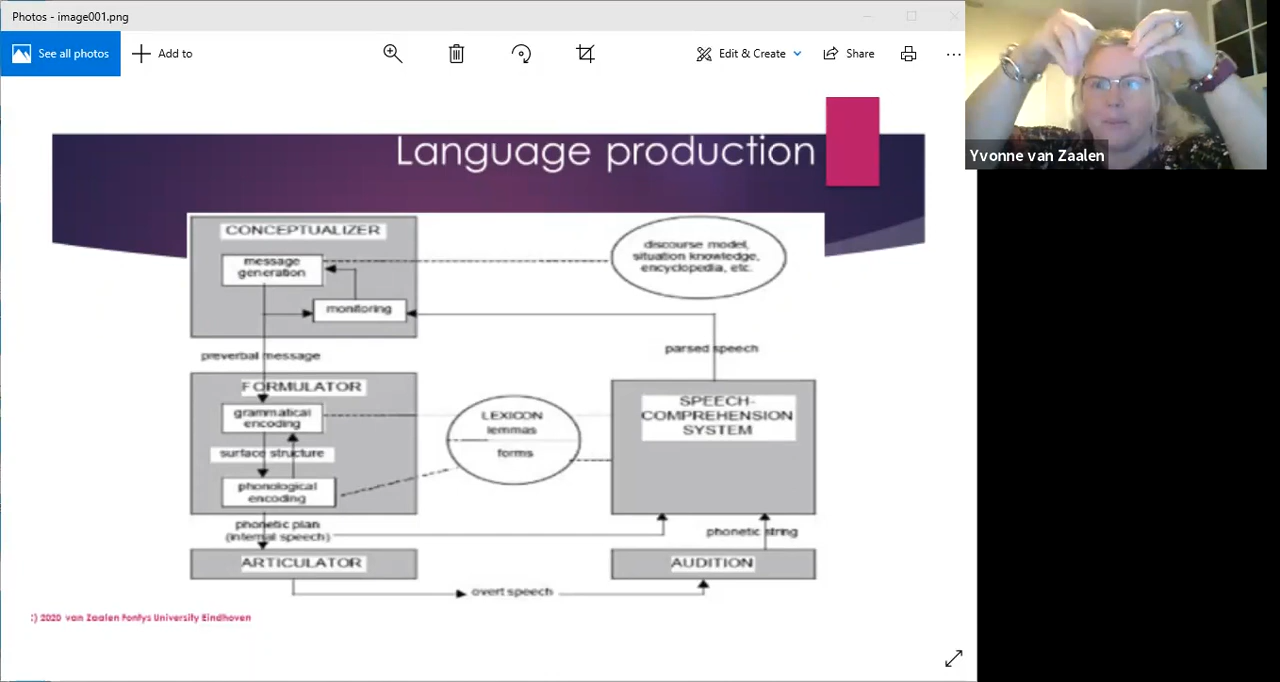 Photos - image001.png
See all photos
Add to
Edit & Create
Share
Yvonne van Zaalen
Language production
CONCEPTUALIZER
message
generation
monitoring
discourse model,
situation knowledge,
encyclopedia, etc.
preverbal message
parsed speech
FORMULATOR
grammatical
encoding
surface structure
phonological
encoding
LEXICON
lemmas
forms
SPEECH-
COMPREHENSION
SYSTEM
phonetic plan
(internal speech)
phonetic string
ARTICULATOR
AUDITION
overt speech
:) 2020 van Zaalen Fontys University Eindhoven